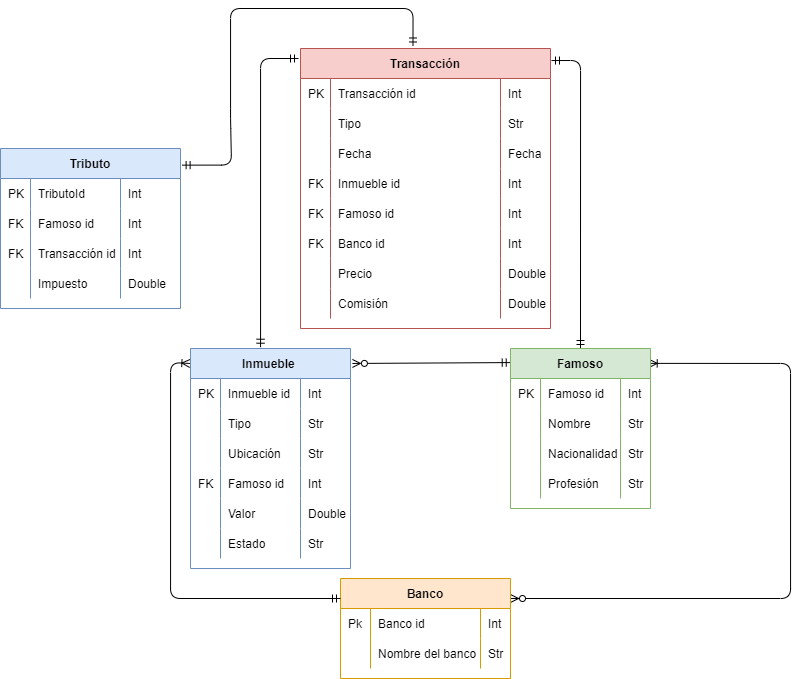 Transacción
PK Transacción id Int
Tipo Str
Fecha Fecha
FK Inmueble id Int
FK Famoso id Int
FK Banco id Int
Precio Double
Comisión Double
Tributo
PK TributoId Int
FK Famoso id Int
FK Transacción id Int
Impuesto Double
Inmueble
PK Inmueble id Int
Tipo Str
Ubicación Str
FK Famoso id Int
Valor Double
Estado Str
Famoso
PK Famoso id Int
Nombre Str
Nacionalidad Str
Profesión Str
Banco
Pk Banco id Int
Nombre del banco Str